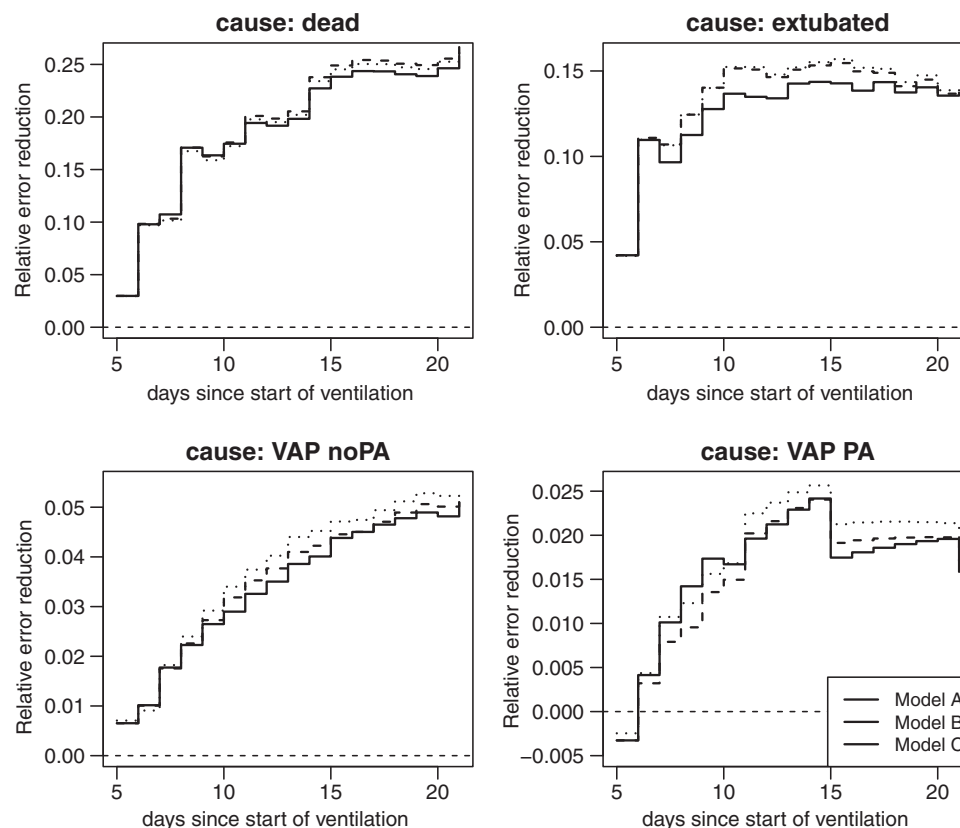 cause: dead
Relative error reduction
0.25
0.20
0.15
0.10
0.05
0.00
5 10 15 20
days since start of ventilation
cause: extubated
Relative error reduction
0.15
0.10
0.05
0.00
5 10 15 20
days since start of ventilation
cause: VAP noPA
Relative error reduction
0.05
0.04
0.03
0.02
0.01
0.00
5 10 15 20
days since start of ventilation
cause: VAP PA
Relative error reduction
0.025
0.020
0.015
0.010
0.005
0.000
−0.005
Model A
Model B
Model C
5 10 15 20
days since start of ventilation